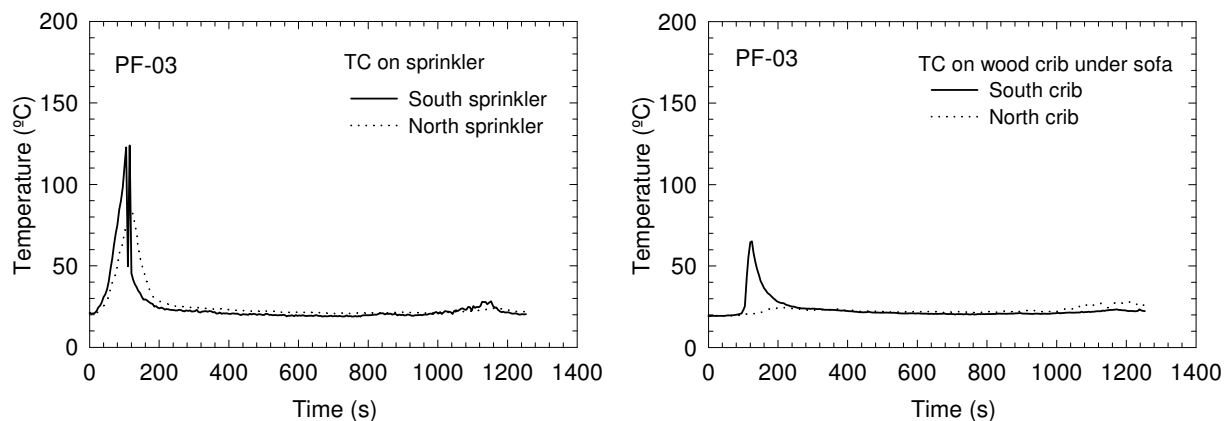 PF-03
TC on sprinkler
South sprinkler
North sprinkler
Temperature (ºC)
200
150
100
50
0
0 200 400 600 800 1000 1200 1400
Time (s)
PF-03
TC on wood crib under sofa
South crib
North crib
Temperature (ºC)
200
150
100
50
0
0 200 400 600 800 1000 1200 1400
Time (s)